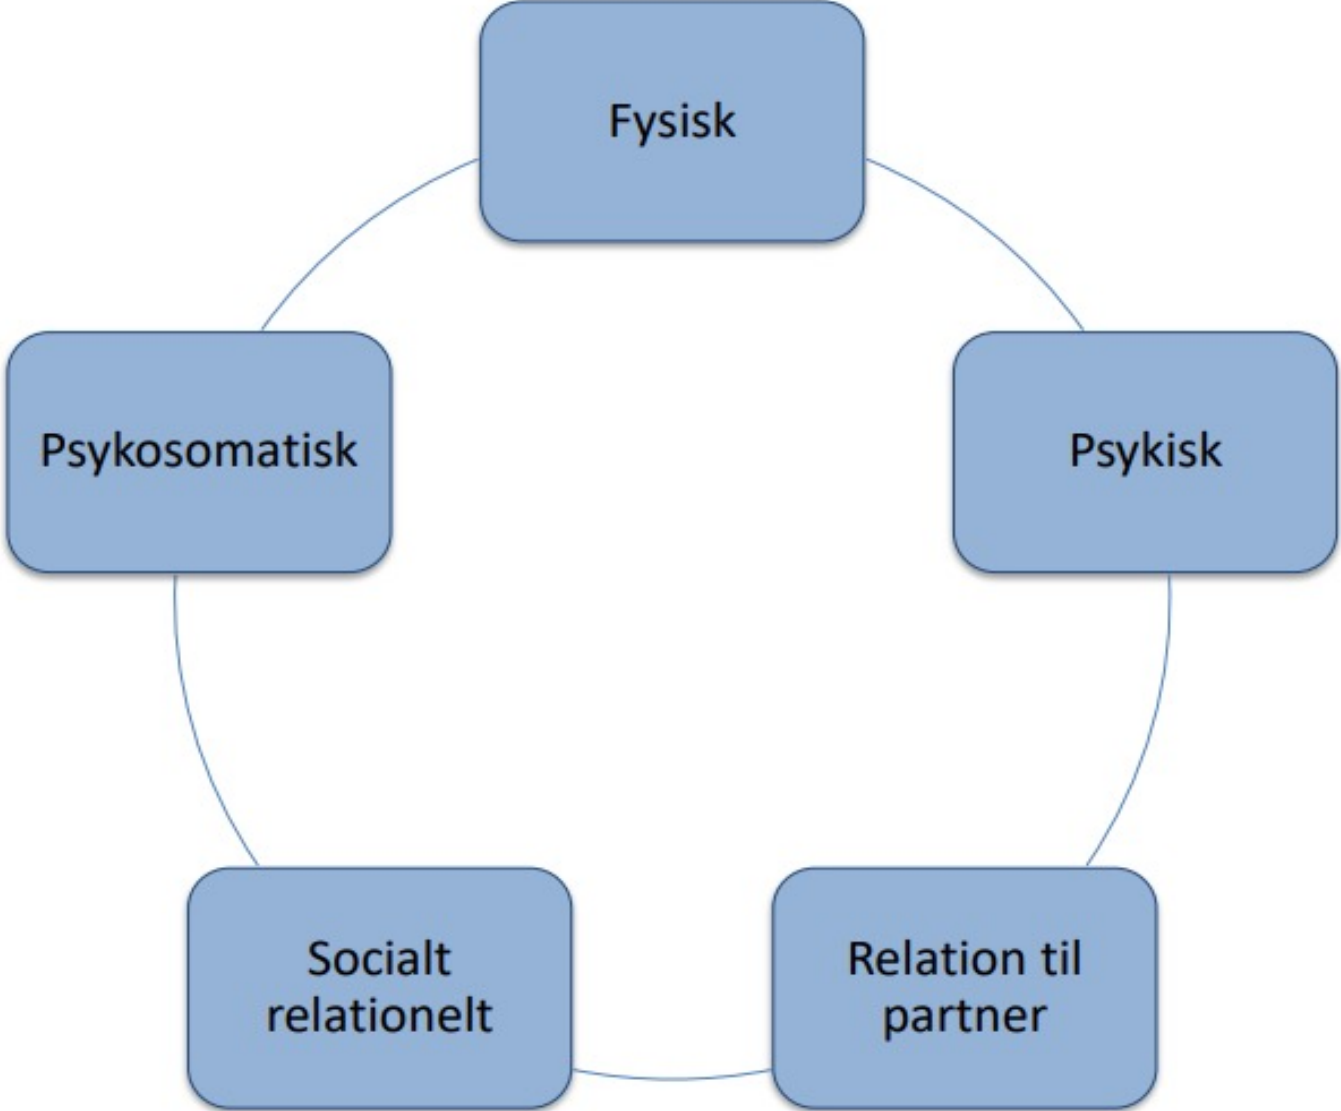 Fysisk
Psykosomatisk
Psykisk
Socialt
relationelt
Relation til
partner